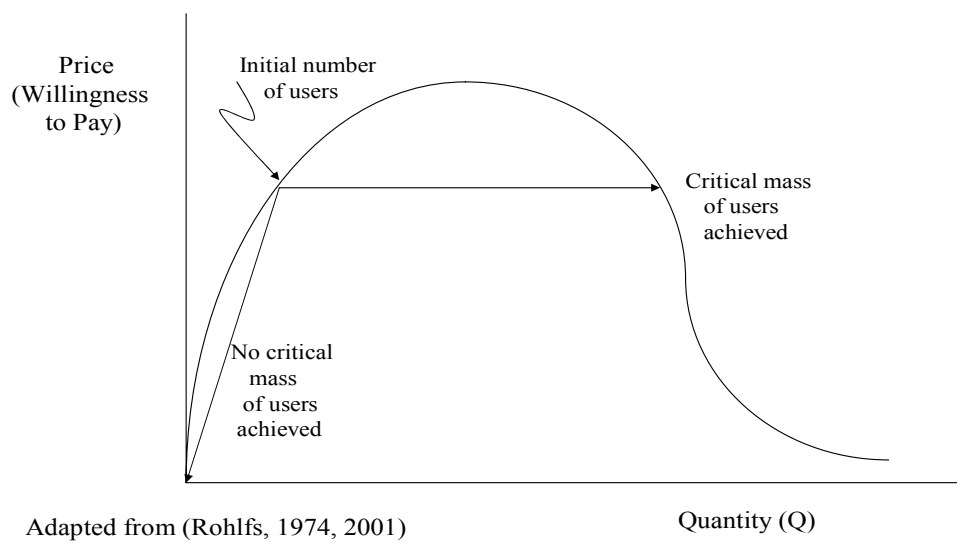 Price
(Willingness
to Pay)
Initial number
of users
Critical mass
of users
achieved
No critical
mass
of users
achieved
Adapted from (Rohlfs, 1974, 2001)
Quantity (Q)